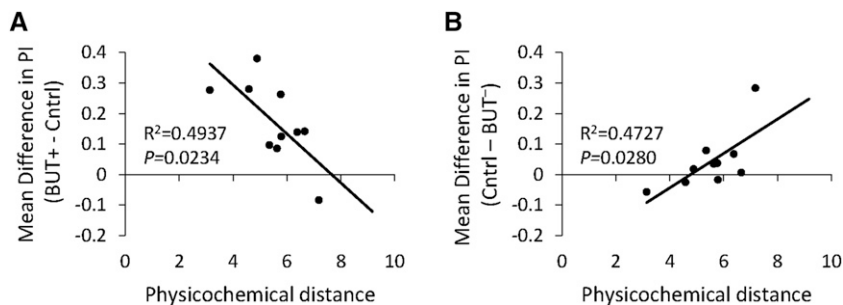 A
Mean Difference in PI
(BUT+ - Cntrl)
0.4
0.3
0.2
0.1
0
-0.1
-0.2
R²=0.4937
P=0.0234
0 2 4 6 8 10
Physicochemical distance
B
Mean Difference in PI
(Cntrl – BUT⁻)
0.4
0.3
0.2
0.1
0
-0.1
-0.2
R²=0.4727
P=0.0280
0 2 4 6 8 10
Physicochemical distance